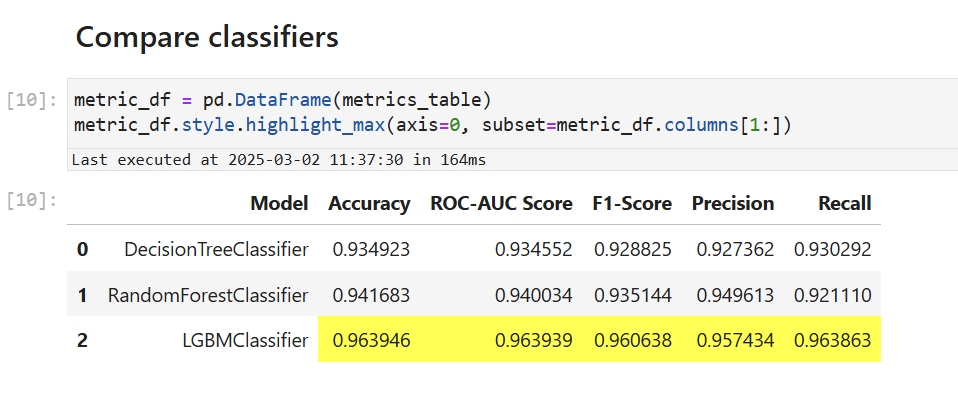 Compare classifiers
[10]: metric_df = pd.DataFrame(metrics_table)
metric_df.style.highlight_max(axis=0, subset=metric_df.columns[1:])
Last executed at 2025-03-02 11:37:30 in 164ms
[10]:
Model Accuracy ROC-AUC Score F1-Score Precision Recall
0 DecisionTreeClassifier 0.934923 0.934552 0.928825 0.927362 0.930292
1 RandomForestClassifier 0.941683 0.940034 0.935144 0.949613 0.921110
2 LGBMClassifier 0.963946 0.963939 0.960638 0.957434 0.963863